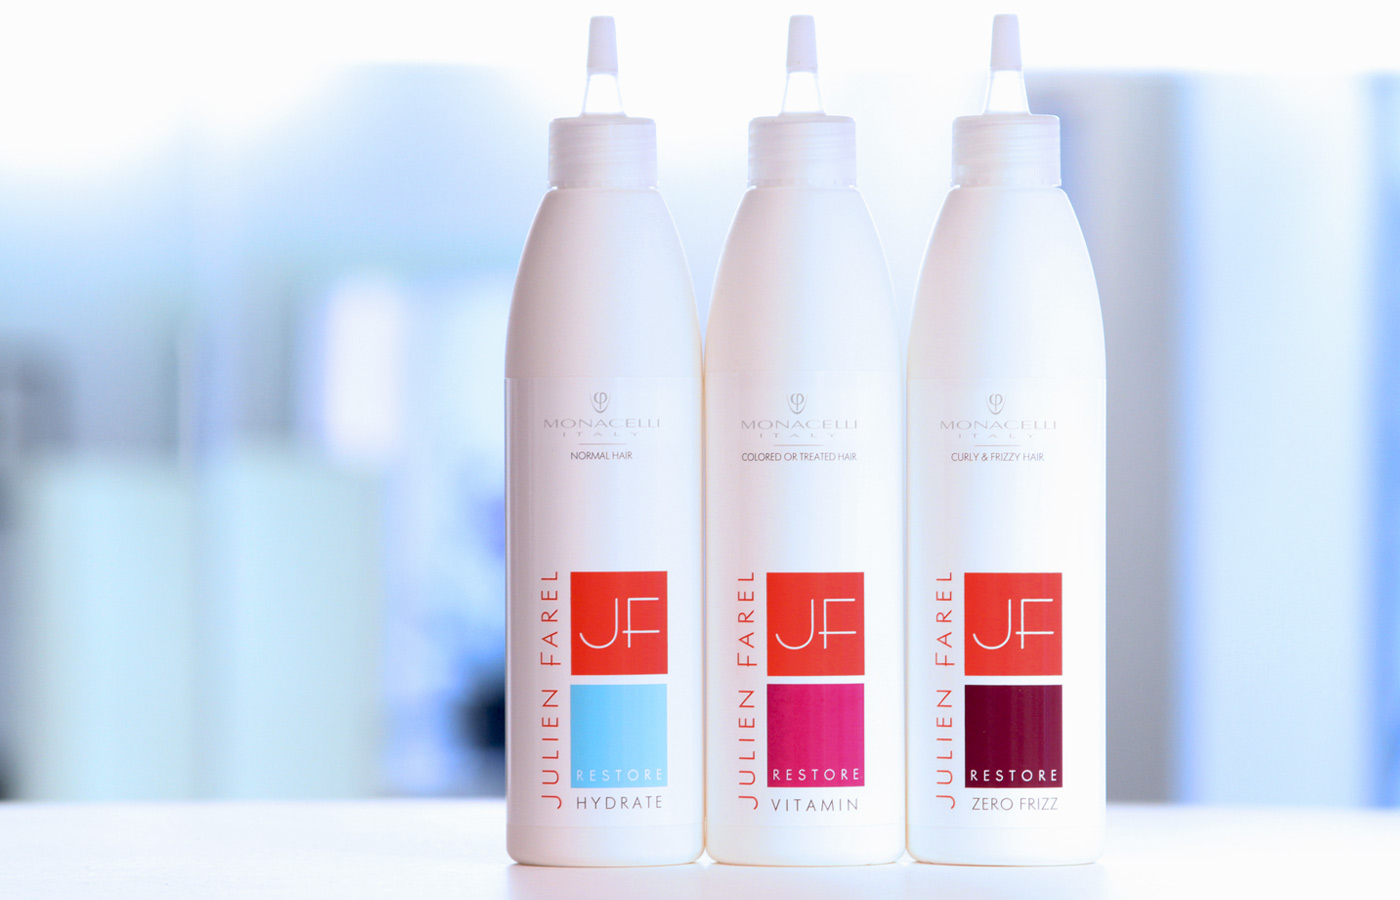 MONACELLI
ITALY
NORMAL HAIR
JULIEN FAREL
JF
RESTORE
HYDRATE
MONACELLI
ITALY
COLORED OR TREATED HAIR
JULIEN FAREL
JF
RESTORE
VITAMIN
MONACELLI
ITALY
CURLY & FRIZZY HAIR
JULIEN FAREL
JF
RESTORE
ZERO FRIZZ